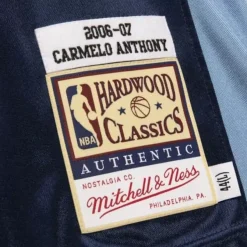 2006-07
CARMELO ANTHONY
HARDWOOD
NBA
CLASSICS
AUTHENTIC
NOSTALGIA CO.
Mitchell & Ness
PHILADELPHIA, PA.
44(L)